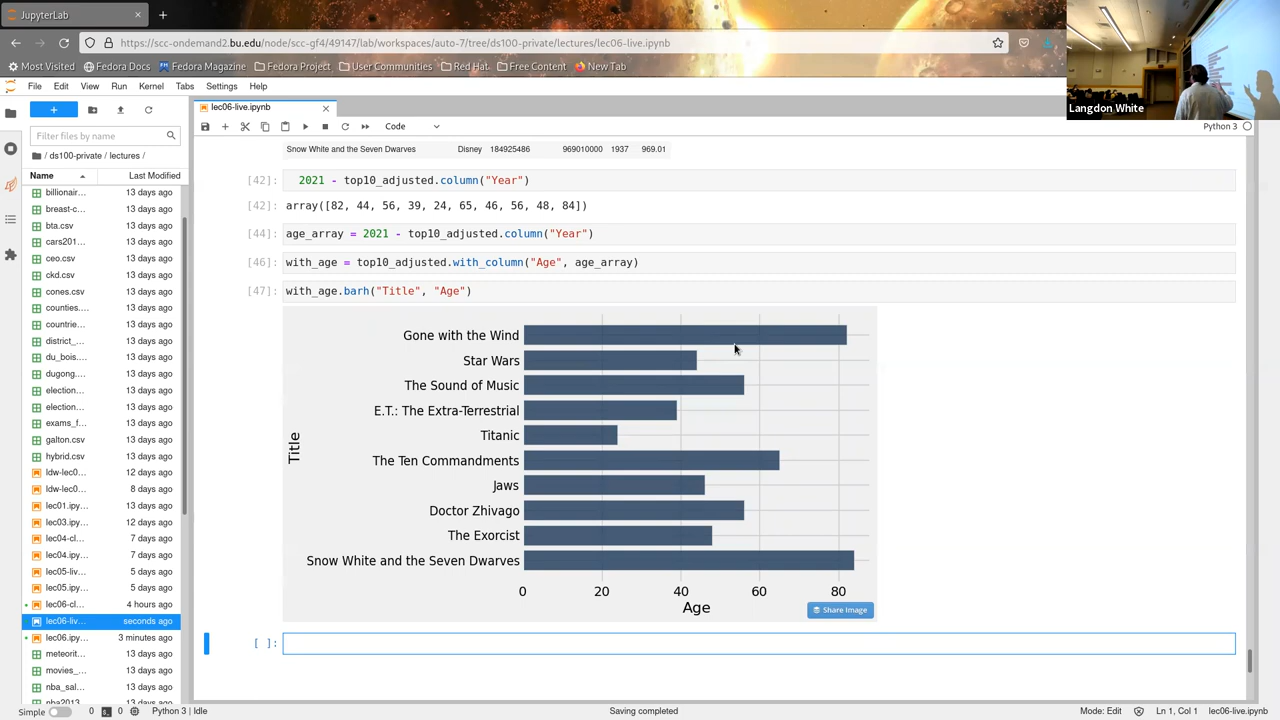 JupyterLab
https://scc-ondemand2.bu.edu/node/scc-gf4/49147/lab/workspaces/auto-7/tree/ds100-private/lectures/lec06-live.ipynb
Most Visited Fedora Docs Fedora Magazine Fedora Project User Communities Red Hat Free Content New Tab
Langdon White
File Edit View Run Kernel Tabs Settings Help
lec06-live.ipynb
Code Python 3
Filter files by name
/ ds100-private / lectures /
Name Last Modified
billionair... 13 days ago
breast-c... 13 days ago
bta.csv 13 days ago
cars201... 13 days ago
ceo.csv 13 days ago
ckd.csv 13 days ago
cones.csv 13 days ago
counties.... 13 days ago
countrie... 13 days ago
district_... 13 days ago
du_bois.... 13 days ago
dugong.... 13 days ago
election... 13 days ago
election... 13 days ago
exams_f... 13 days ago
galton.csv 13 days ago
hybrid.csv 13 days ago
ldw-lec0... 12 days ago
ldw-lec0... 8 days ago
lec01.ipy... 13 days ago
lec03.ipy... 12 days ago
lec04-cl... 7 days ago
lec04.ipy... 7 days ago
lec05-liv... 5 days ago
lec05.ipy... 5 days ago
lec06-cl... 4 hours ago
lec06-liv... seconds ago
lec06.ipy... 3 minutes ago
meteorit... 13 days ago
movies_... 13 days ago
nba_sal... 13 days ago
nba2013... 13 days ago
Snow White and the Seven Dwarves Disney 184925486 969010000 1937 969.01
[42]: 2021 - top10_adjusted.column("Year")
[42]: array([82, 44, 56, 39, 24, 65, 46, 56, 48, 84])
[44]: age_array = 2021 - top10_adjusted.column("Year")
[46]: with_age = top10_adjusted.with_column("Age", age_array)
[47]: with_age.barh("Title", "Age")
Title
Gone with the Wind
Star Wars
The Sound of Music
E.T.: The Extra-Terrestrial
Titanic
The Ten Commandments
Jaws
Doctor Zhivago
The Exorcist
Snow White and the Seven Dwarves
0 20 40 60 80
Age
Share Image
[ ]:
Simple 0 0 Python 3 | Idle Saving completed Mode: Edit Ln 1, Col 1 lec06-live.ipynb